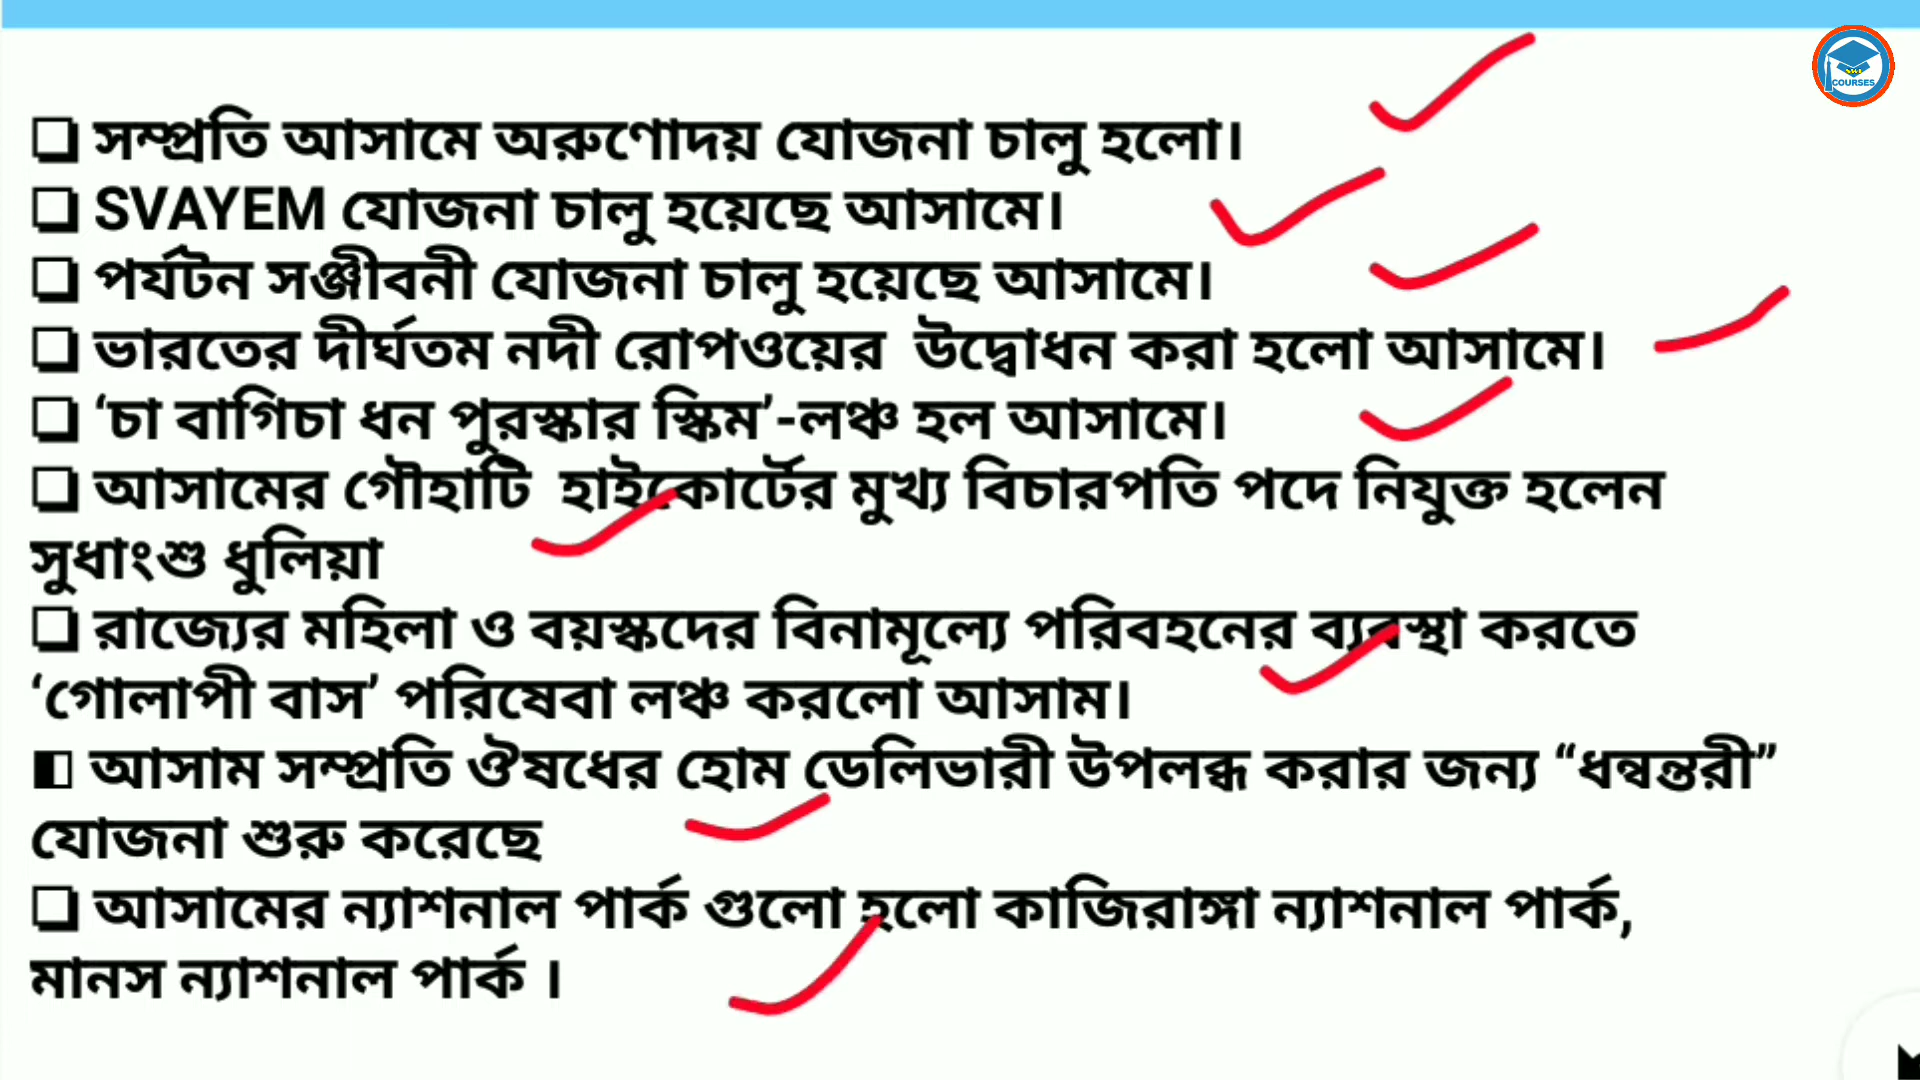 ❑ সম্প্রতি আসামে অরুণোদয় যোজনা চালু হলো।
❑ SVAYEM যোজনা চালু হয়েছে আসামে।
❑ পর্যটন সঞ্জীবনী যোজনা চালু হয়েছে আসামে।
❑ ভারতের দীর্ঘতম নদী রোপওয়ের উদ্বোধন করা হলো আসামে।
❑ ‘চা বাগিচা ধন পুরস্কার স্কিম’-লঞ্চ হল আসামে।
❑ আসামের গৌহাটি হাইকোর্টের মুখ্য বিচারপতি পদে নিযুক্ত হলেন
সুধাংশু ধুলিয়া
❑ রাজ্যের মহিলা ও বয়স্কদের বিনামূল্যে পরিবহনের ব্যবস্থা করতে
‘গোলাপী বাস’ পরিষেবা লঞ্চ করলো আসাম।
◧ আসাম সম্প্রতি ঔষধের হোম ডেলিভারী উপলব্ধ করার জন্য “ধন্বন্তরী”
যোজনা শুরু করেছে
❑ আসামের ন্যাশনাল পার্ক গুলো হলো কাজিরাঙ্গা ন্যাশনাল পার্ক,
মানস ন্যাশনাল পার্ক ।
COURSES